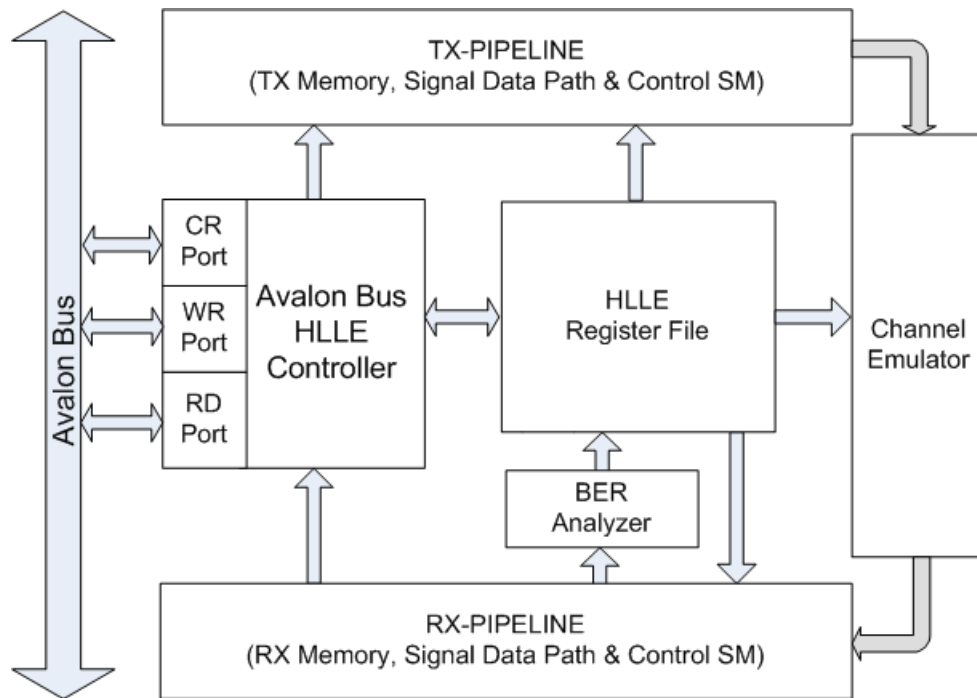 TX-PIPELINE
(TX Memory, Signal Data Path & Control SM)
Avalon Bus
CR
Port
WR
Port
RD
Port
Avalon Bus
HLLE
Controller
HLLE
Register File
Channel
Emulator
BER
Analyzer
RX-PIPELINE
(RX Memory, Signal Data Path & Control SM)